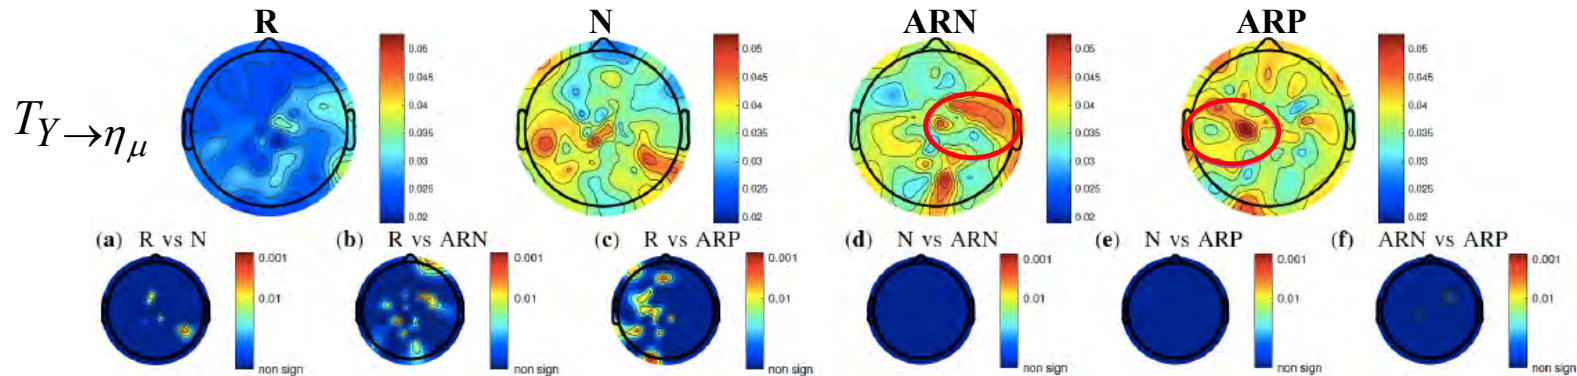 R N ARN ARP
T_{Y→η_μ}
0.05 0.05 0.05 0.05
0.045 0.045 0.045 0.045
0.04 0.04 0.04 0.04
0.035 0.035 0.035 0.035
0.03 0.03 0.03 0.03
0.025 0.025 0.025 0.025
0.02 0.02 0.02 0.02
(a) R vs N (b) R vs ARN (c) R vs ARP (d) N vs ARN (e) N vs ARP (f) ARN vs ARP
0.001 0.001 0.001 0.001 0.001 0.001
0.01 0.01 0.01 0.01 0.01 0.01
non sign non sign non sign non sign non sign non sign